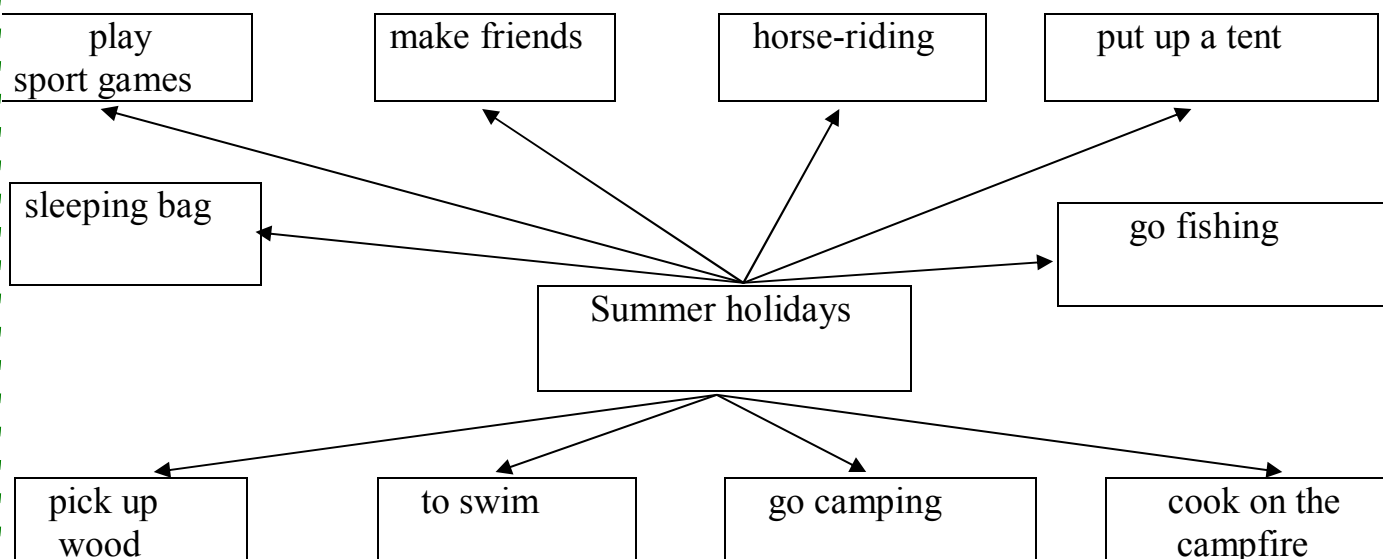 play
sport games
make friends
horse-riding
put up a tent
sleeping bag
go fishing
Summer holidays
pick up
wood
to swim
go camping
cook on the
campfire